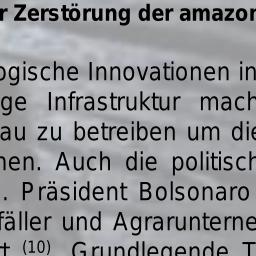 r Zerstörung der amazon
ogische Innovationen in
ge Infrastruktur mach
au zu betreiben um die
nen. Auch die politisch
. Präsident Bolsonaro
fäller und Agrarunterne
rt (10) Grundlegende T